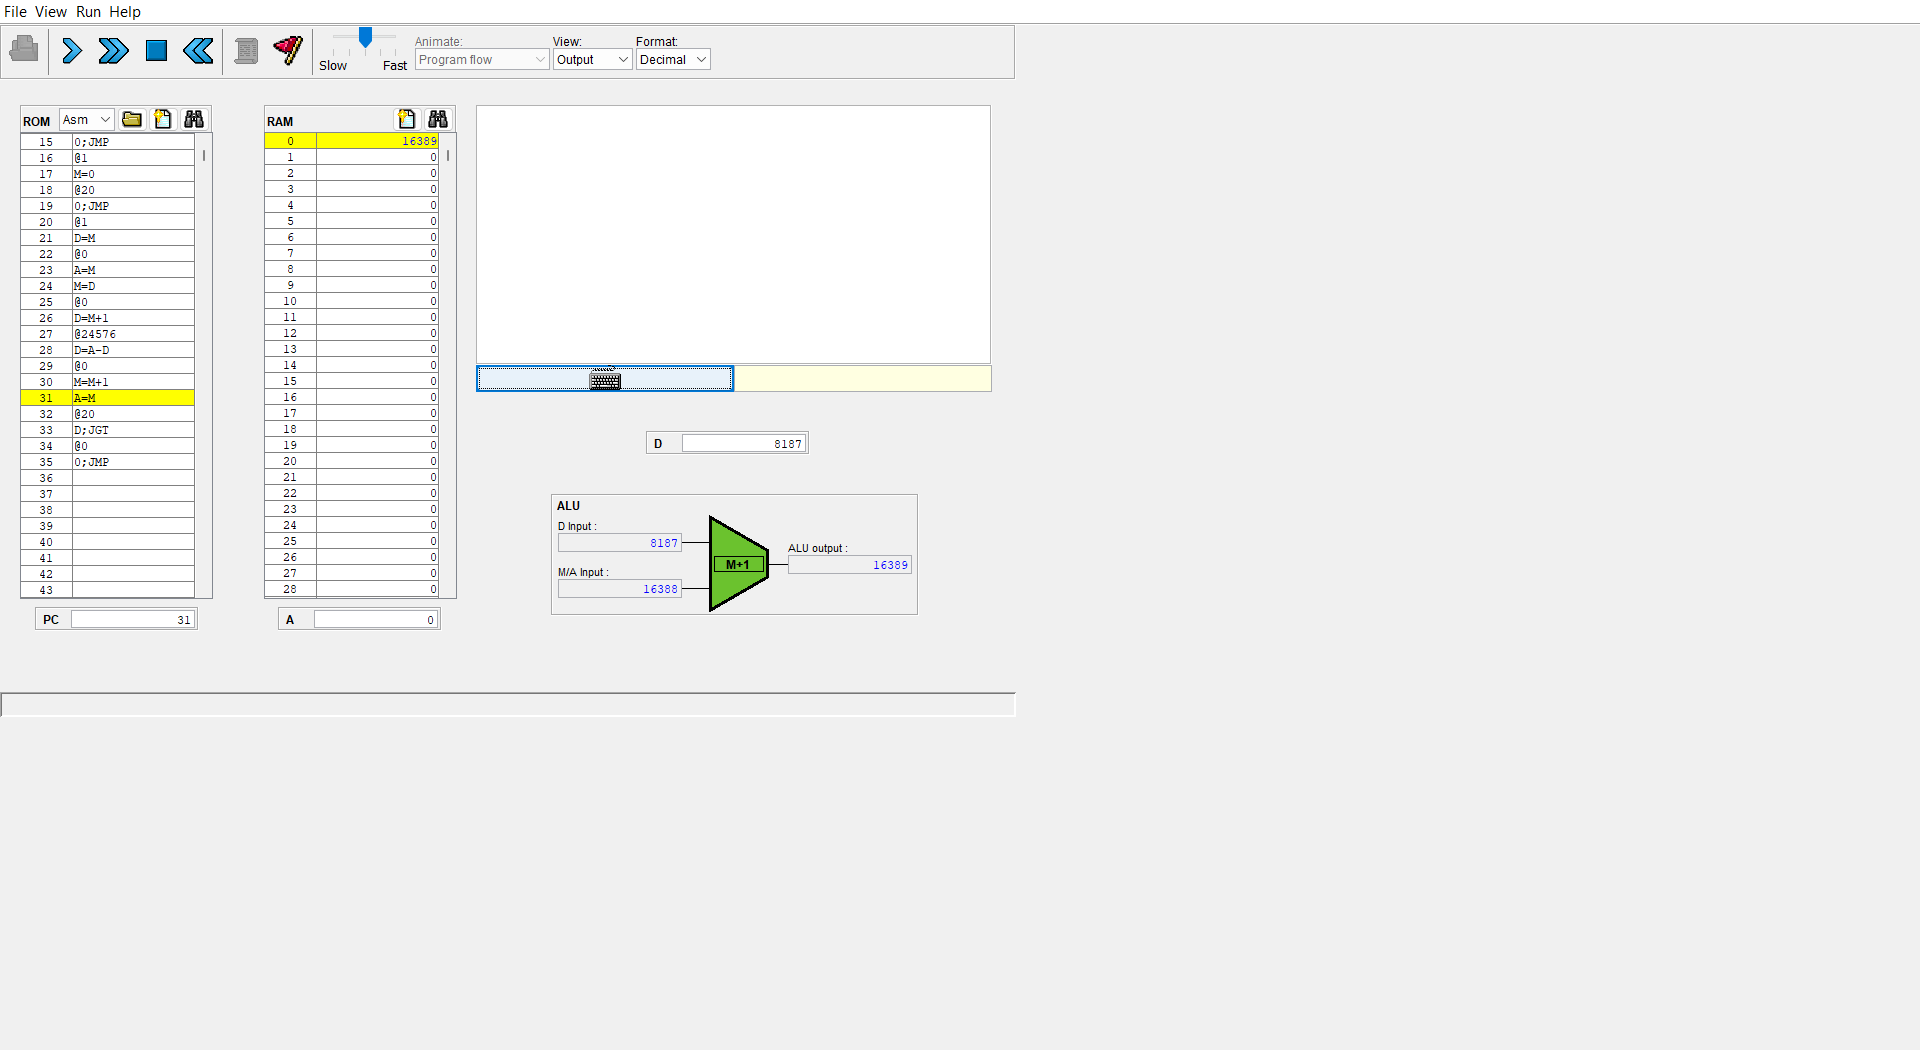 File View Run Help
Slow Fast
Animate: View: Format:
Program flow Output Decimal
ROM Asm
15 0;JMP
16 @1
17 M=0
18 @20
19 0;JMP
20 @1
21 D=M
22 @0
23 A=M
24 M=D
25 @0
26 D=M+1
27 @24576
28 D=A-D
29 @0
30 M=M+1
31 A=M
32 @20
33 D;JGT
34 @0
35 0;JMP
36
37
38
39
40
41
42
43
PC 31
RAM
0 16389
1 0
2 0
3 0
4 0
5 0
6 0
7 0
8 0
9 0
10 0
11 0
12 0
13 0
14 0
15 0
16 0
17 0
18 0
19 0
20 0
21 0
22 0
23 0
24 0
25 0
26 0
27 0
28 0
A 0
D 8187
ALU
D Input :
8187
M/A Input :
16388
M+1
ALU output :
16389